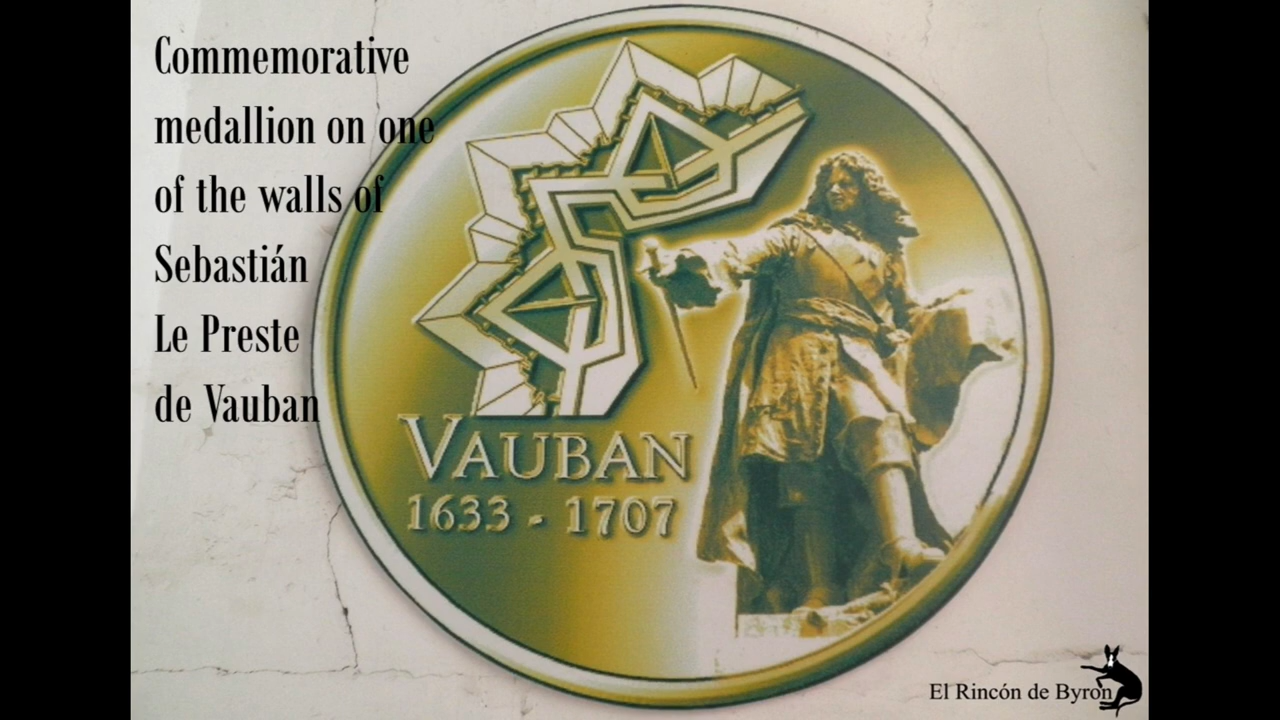 Commemorative
medallion on one
of the walls of
Sebastián
Le Preste
de Vauban
VAUBAN
1633 - 1707
El Rincón de Byron